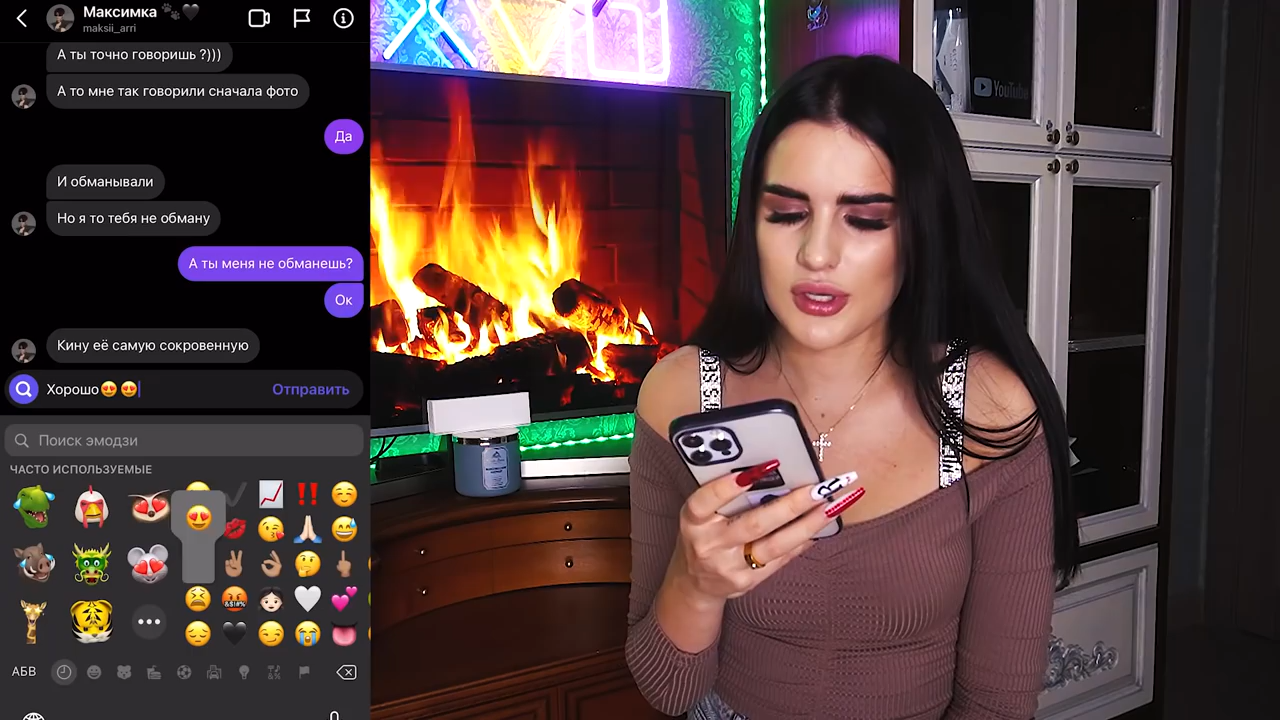 Максимка
maksii_arri
А ты точно говоришь ?)))
А то мне так говорили сначала фото
Да
И обманывали
Но я то тебя не обману
А ты меня не обманешь?
Ок
Кину её самую сокровенную
Хорошо😍😍
Отправить
Поиск эмодзи
ЧАСТО ИСПОЛЬЗУЕМЫЕ
АБВ
YouTube